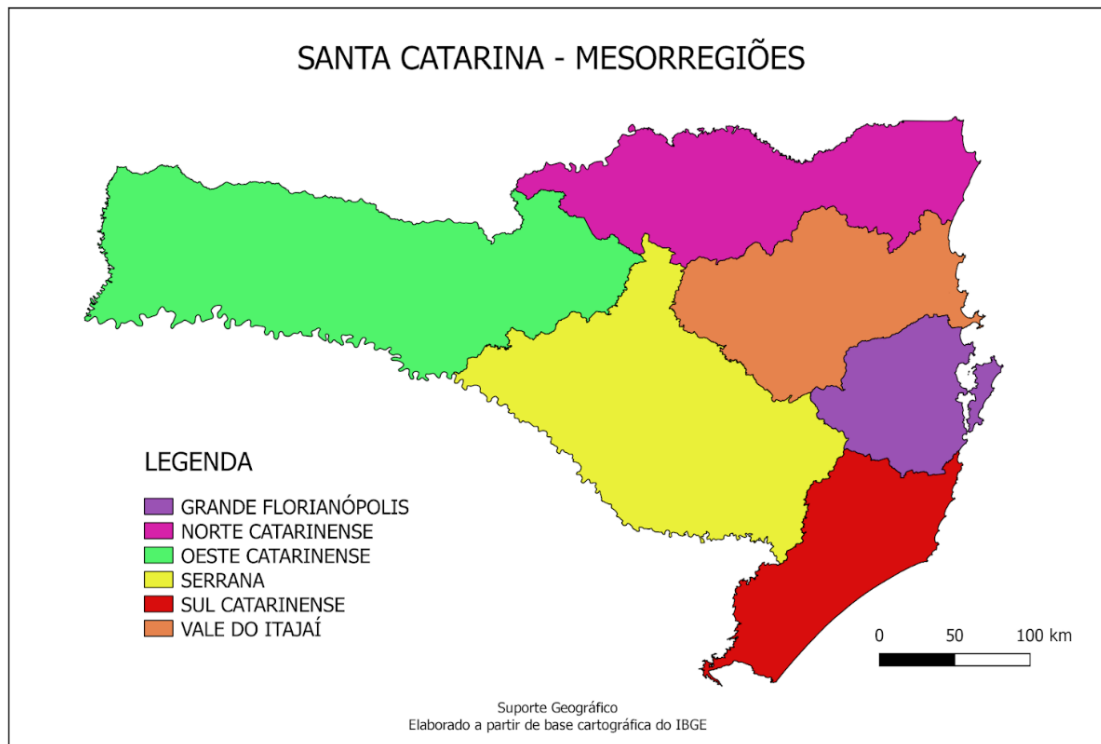 SANTA CATARINA - MESORREGIÕES
LEGENDA
GRANDE FLORIANÓPOLIS
NORTE CATARINENSE
OESTE CATARINENSE
SERRANA
SUL CATARINENSE
VALE DO ITAJAÍ
0 50 100 km
Suporte Geográfico
Elaborado a partir de base cartográfica do IBGE